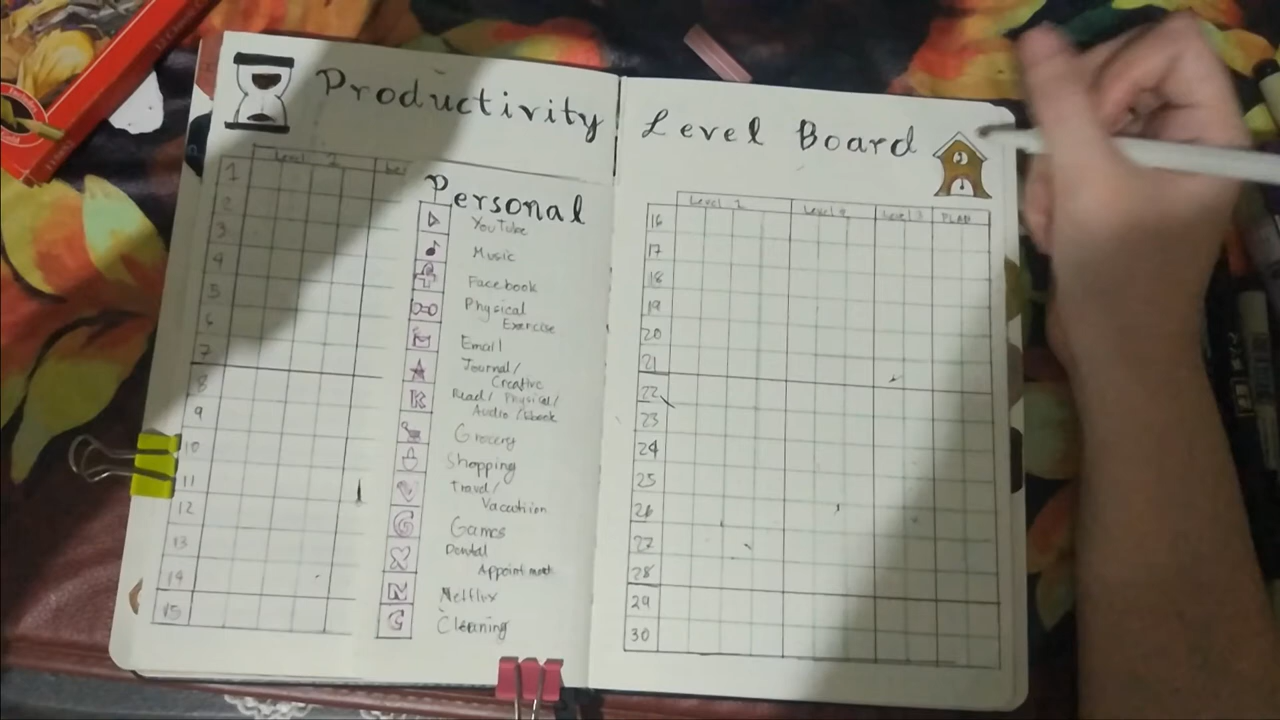 Productivity
Level Board
Level 1
1
2
3
4
5
6
7
8
9
10
11
12
13
14
15
Personal
YouTube
Music
Facebook
Physical
Exercise
Email
Journal/
Creative
Read/ Physical/
Audio /
Grocery
Shopping
Travel/
Vacatiion
Games
Dental
Appointment
N
Netflix
Cleaning
Level 1
Level
Level 3
PLAN
16
17
18
19
20
21
22
23
24
25
26
27
28
29
30